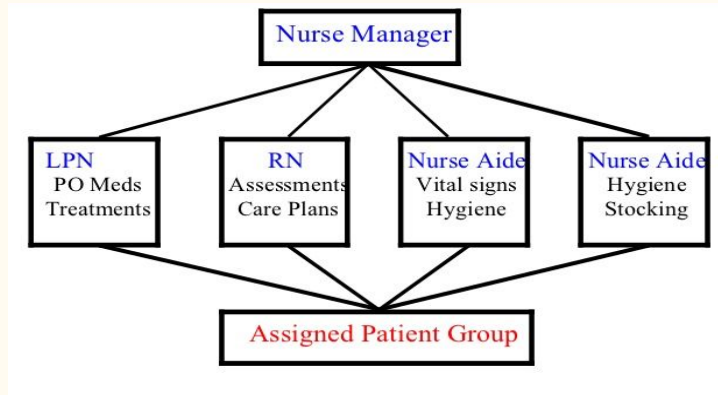 Nurse Manager
LPN
PO Meds
Treatments
RN
Assessments
Care Plans
Nurse Aide
Vital signs
Hygiene
Nurse Aide
Hygiene
Stocking
Assigned Patient Group